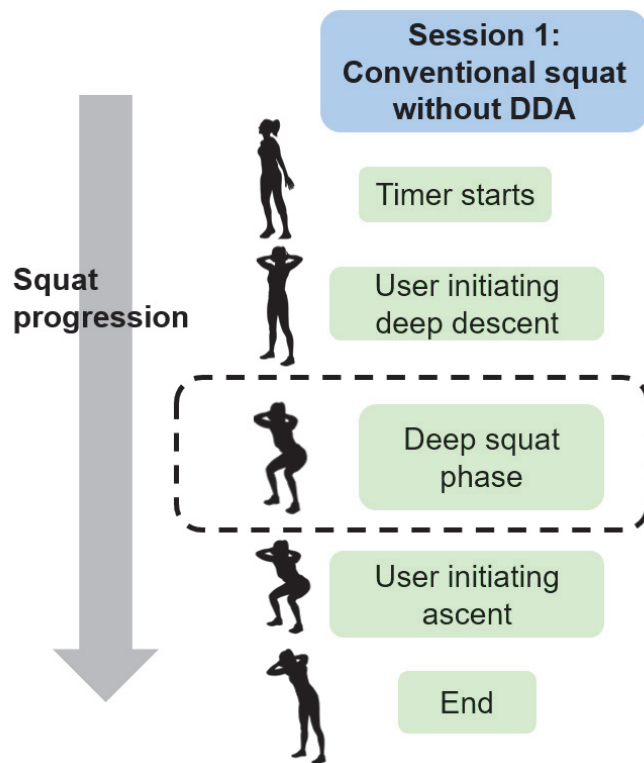 Session 1:
Conventional squat
without DDA
Timer starts
Squat
progression
User initiating
deep descent
Deep squat
phase
User initiating
ascent
End